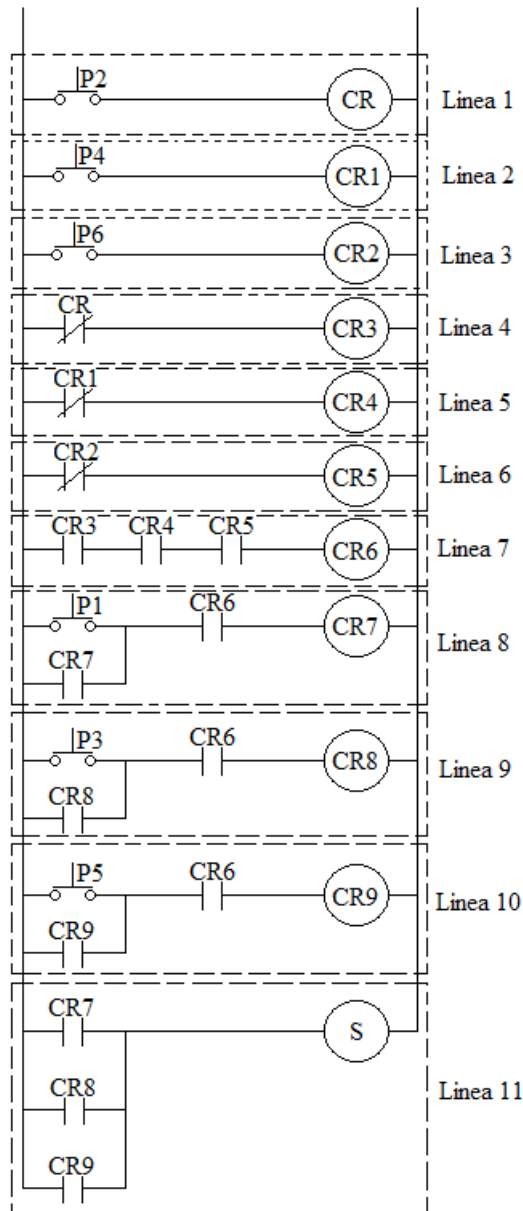 P2 CR Linea 1
P4 CR1 Linea 2
P6 CR2 Linea 3
CR CR3 Linea 4
CR1 CR4 Linea 5
CR2 CR5 Linea 6
CR3 CR4 CR5 CR6 Linea 7
P1 CR6 CR7 Linea 8
CR7
P3 CR6 CR8 Linea 9
CR8
P5 CR6 CR9 Linea 10
CR9
CR7 S
CR8 Linea 11
CR9